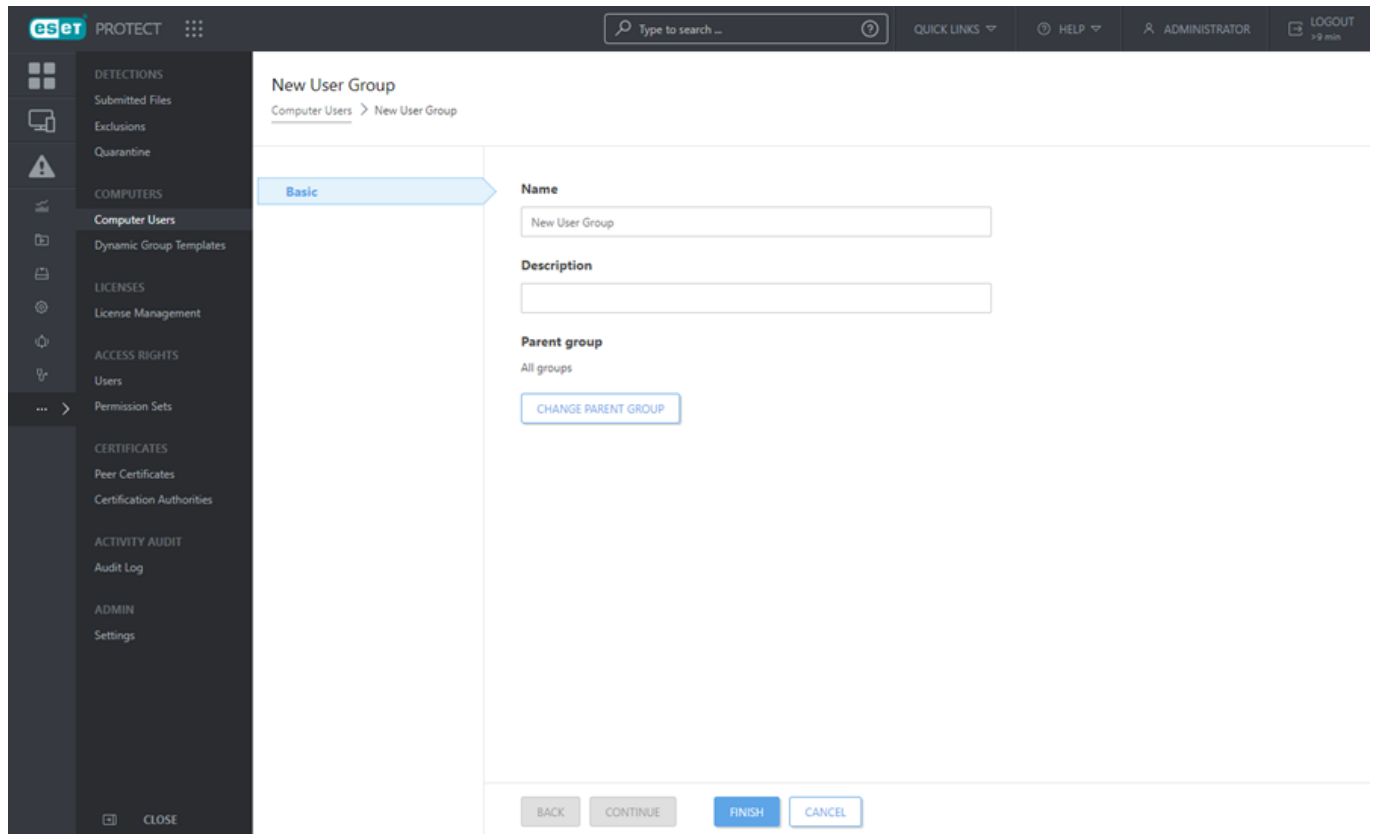 eset PROTECT
Type to search ...
QUICK LINKS
HELP
ADMINISTRATOR
LOGOUT
>9 min
DETECTIONS
Submitted Files
Exclusions
Quarantine
COMPUTERS
Computer Users
Dynamic Group Templates
LICENSES
License Management
ACCESS RIGHTS
Users
Permission Sets
CERTIFICATES
Peer Certificates
Certification Authorities
ACTIVITY AUDIT
Audit Log
ADMIN
Settings
CLOSE
New User Group
Computer Users > New User Group
Basic
Name
New User Group
Description
Parent group
All groups
CHANGE PARENT GROUP
BACK
CONTINUE
FINISH
CANCEL